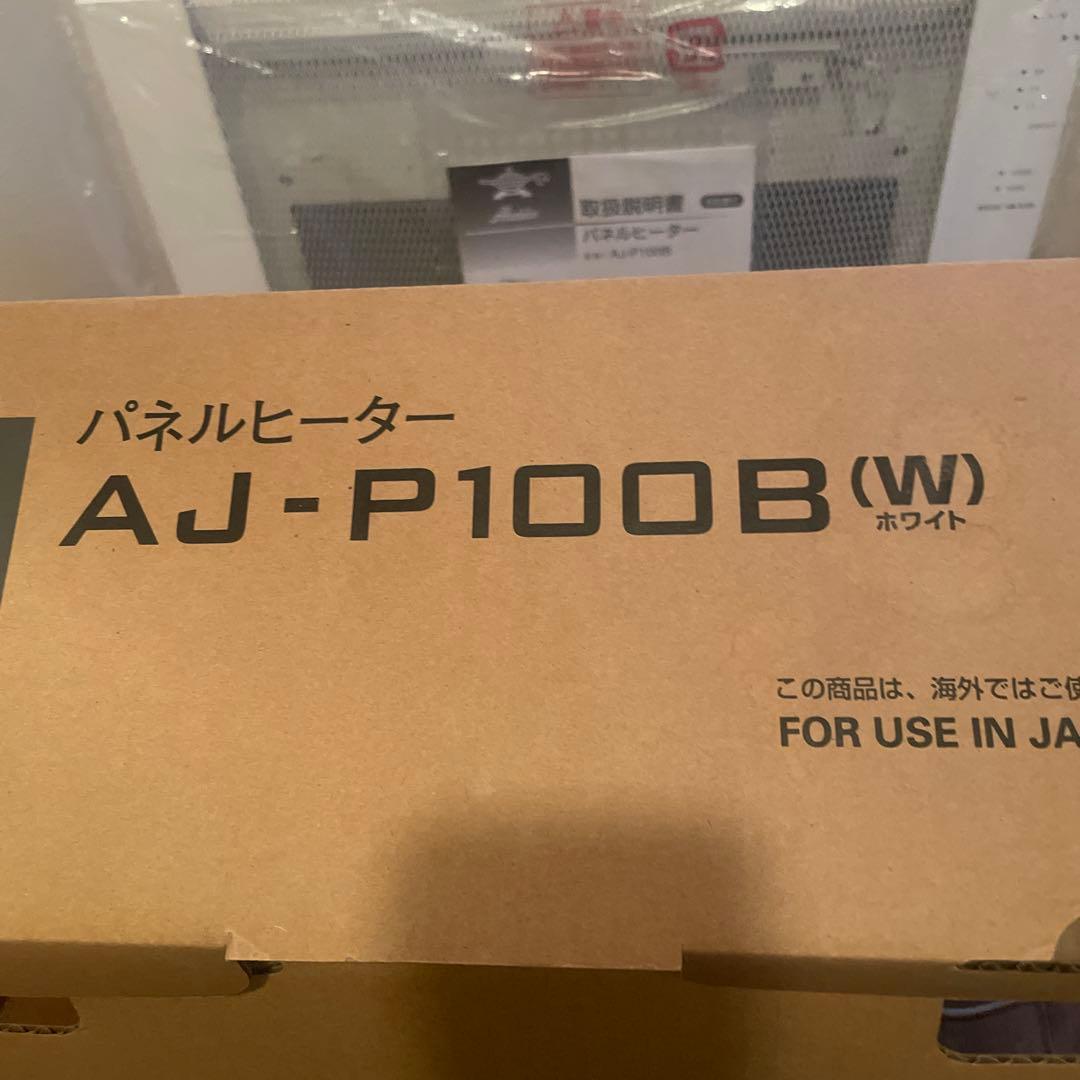 取扱説明書
パネルヒーター
AJ-P100B
パネルヒーター
AJ-P100B(W)
ホワイト
この商品は、海外ではご使
FOR USE IN JA